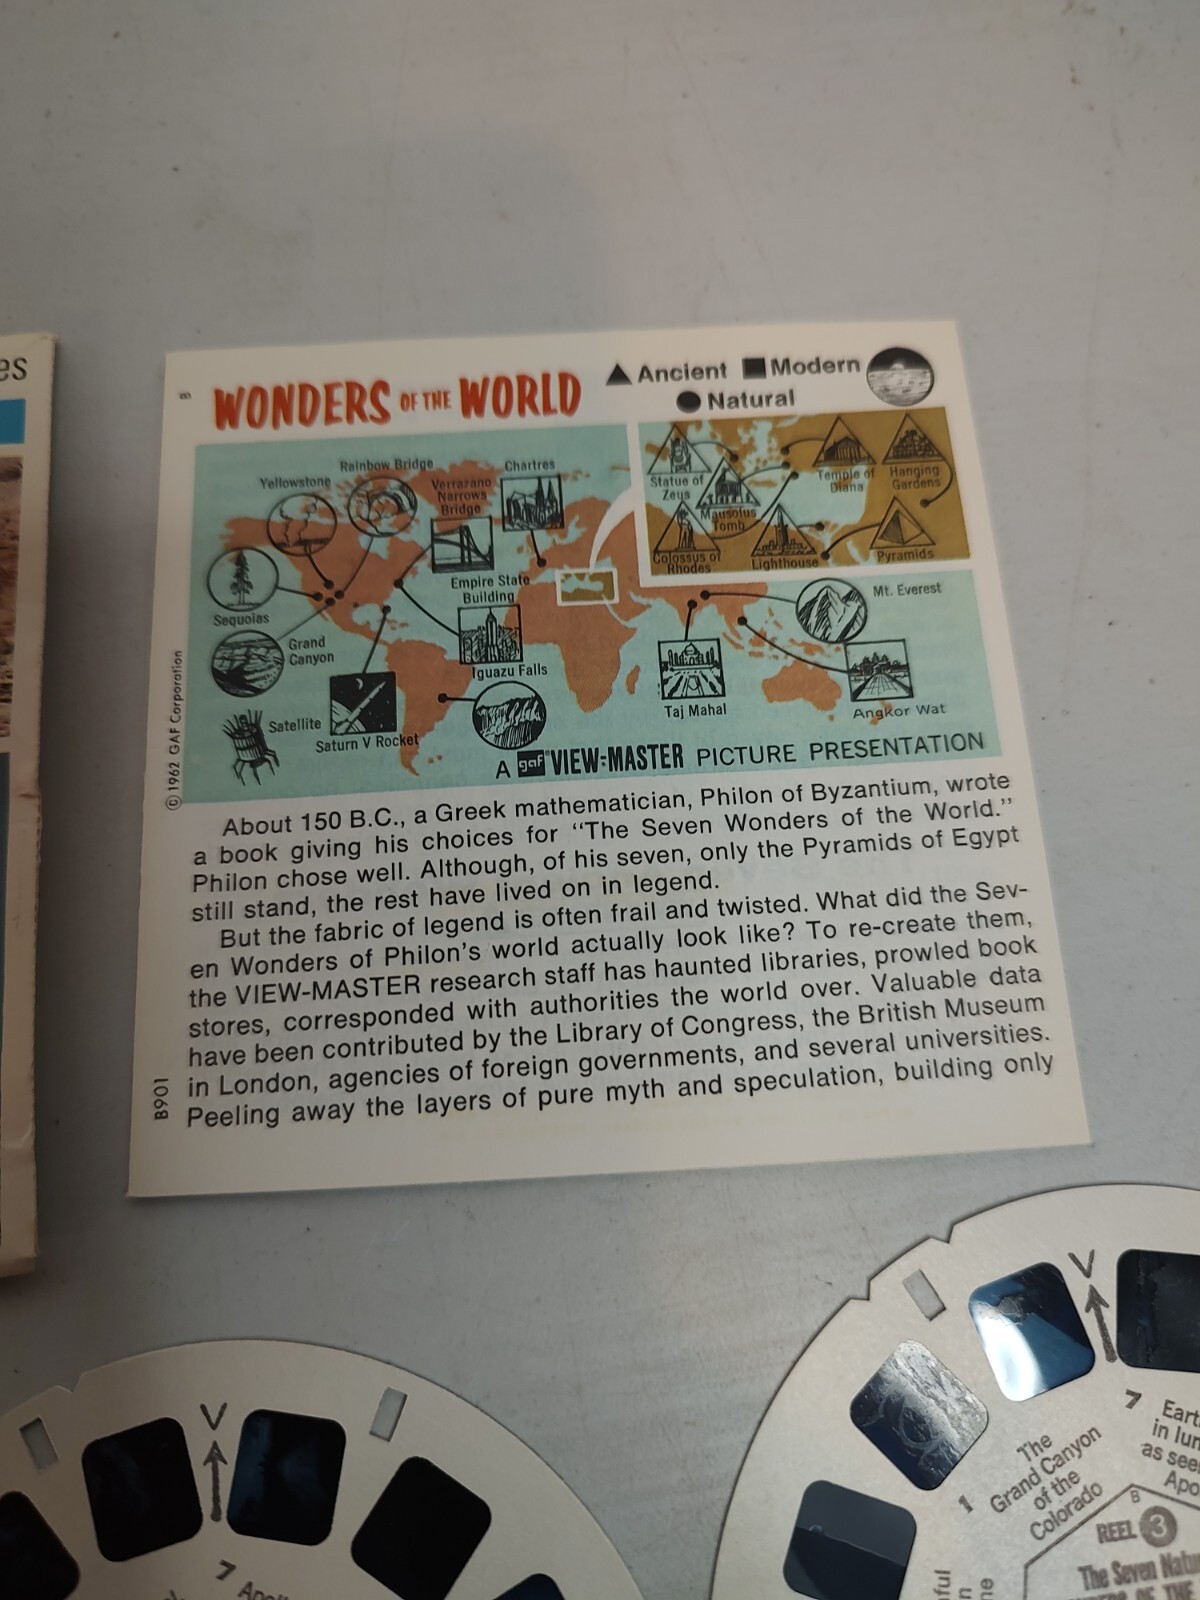 es
B
WONDERS OF THE WORLD
Ancient
Modern
Natural
Rainbow Bridge
Chartres
Yellowstone
Verrazano
Narrows
Bridge
Statue of
Zeus
Mausolus
Tomb
Temple of
Diana
Hanging
Gardens
Colossus of
Rhodes
Lighthouse
Pyramids
Sequoias
Empire State
Building
Mt. Everest
Grand
Canyon
Iguazu Falls
Satellite
Saturn V Rocket
Taj Mahal
Angkor Wat
A gaf VIEW-MASTER PICTURE PRESENTATION
© 1962 GAF Corporation
About 150 B.C., a Greek mathematician, Philon of Byzantium, wrote
a book giving his choices for “The Seven Wonders of the World.”
Philon chose well. Although, of his seven, only the Pyramids of Egypt
still stand, the rest have lived on in legend.
But the fabric of legend is often frail and twisted. What did the Sev-
en Wonders of Philon's world actually look like? To re-create them,
the VIEW-MASTER research staff has haunted libraries, prowled book
stores, corresponded with authorities the world over. Valuable data
have been contributed by the Library of Congress, the British Museum
in London, agencies of foreign governments, and several universities.
Peeling away the layers of pure myth and speculation, building only
B901
V
7
V
7
in
as
1
The
Grand Canyon
of the
Colorado
B
REEL 3
The Seven
OF THE